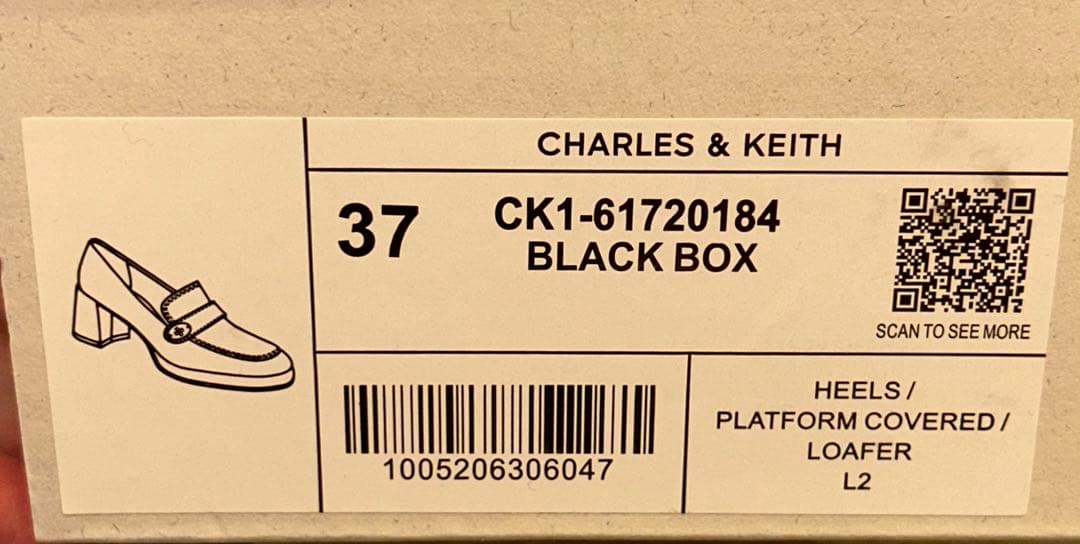 CHARLES & KEITH
37
CK1-61720184
BLACK BOX
SCAN TO SEE MORE
1005206306047
HEELS /
PLATFORM COVERED /
LOAFER
L2